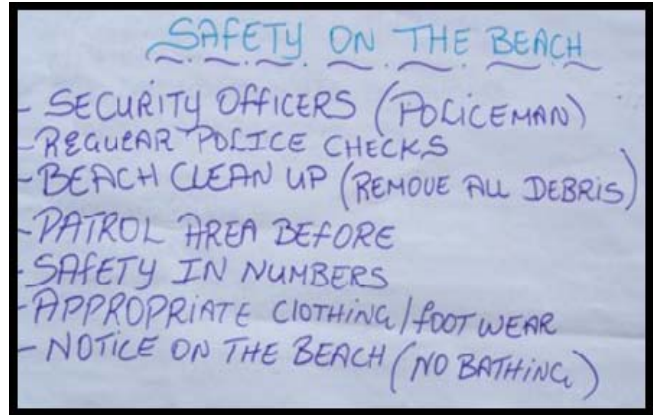 SAFETY ON THE BEACH
- SECURITY OFFICERS (POLICEMAN)
- REGULAR POLICE CHECKS
- BEACH CLEAN UP (REMOVE ALL DEBRIS)
- PATROL AREA BEFORE
- SAFETY IN NUMBERS
- APPROPRIATE CLOTHING/FOOTWEAR
- NOTICE ON THE BEACH (NO BATHING)